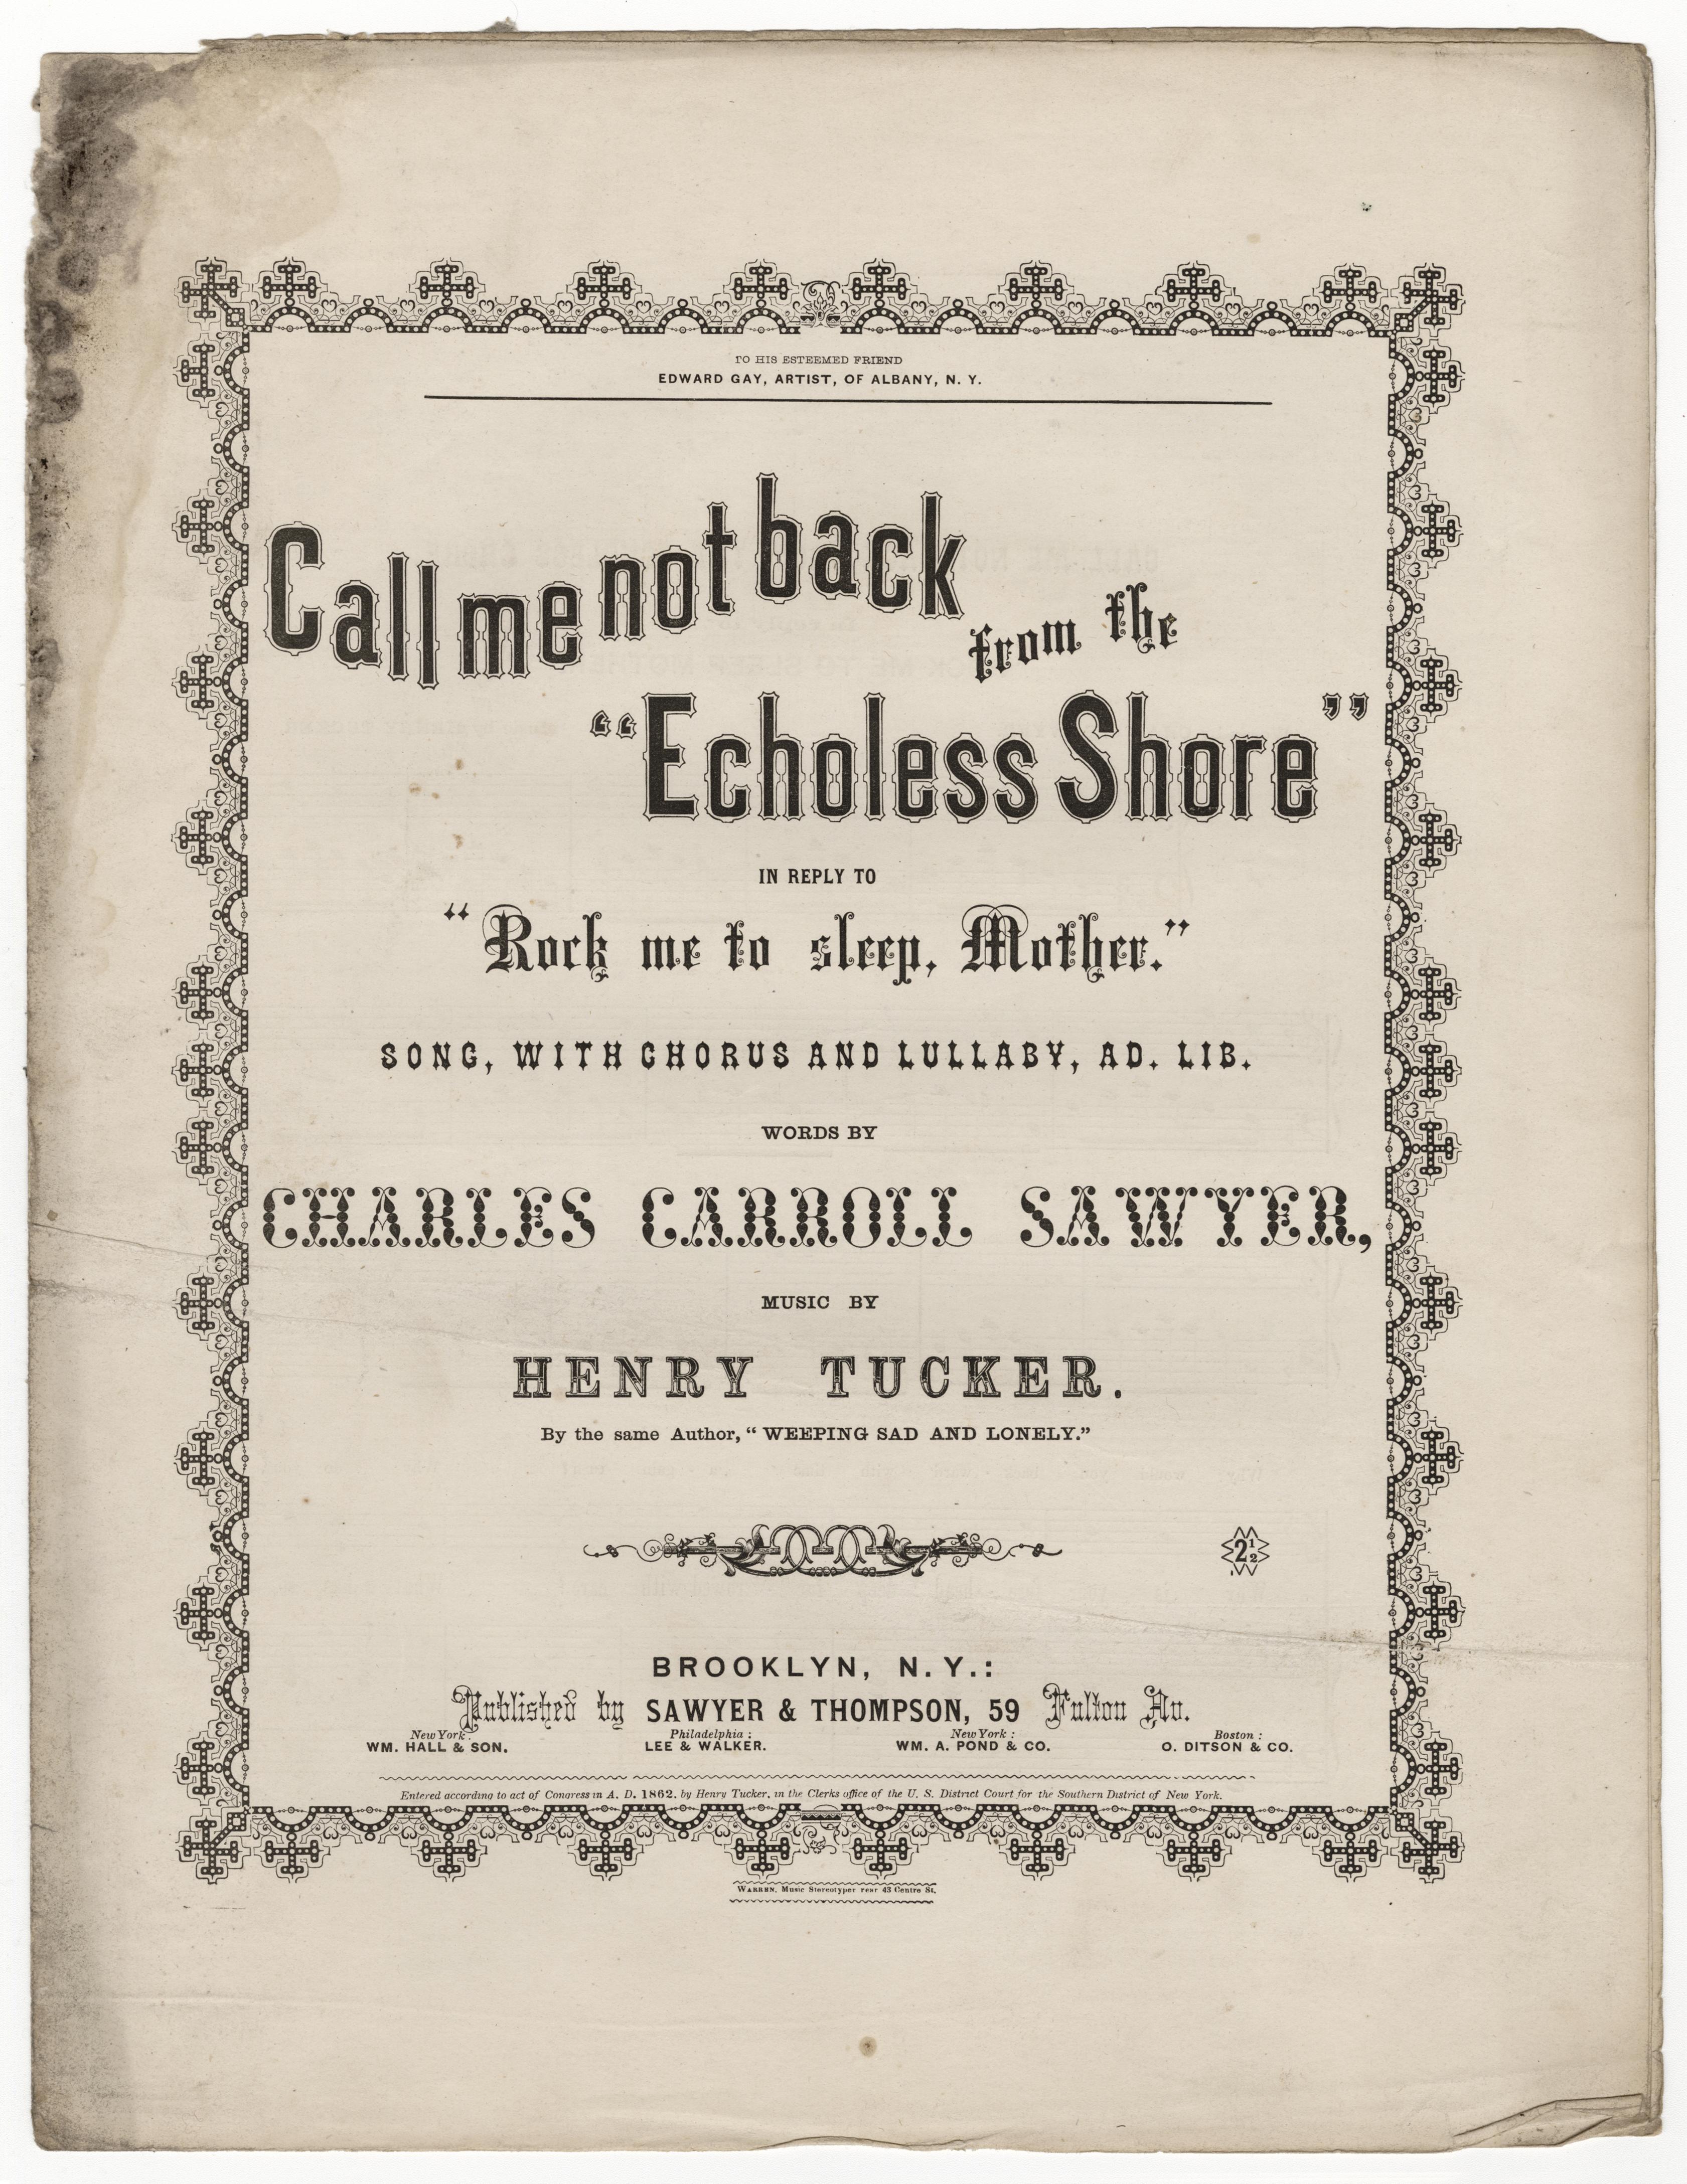 TO HIS ESTEEMED FRIEND
EDWARD GAY, ARTIST, OF ALBANY, N. Y.
Call me not back from the
“Echoless Shore”
IN REPLY TO
“Rock me to sleep, Mother.”
SONG, WITH CHORUS AND LULLABY, AD. LIB.
WORDS BY
CHARLES CARROLL SAWYER,
MUSIC BY
HENRY TUCKER.
By the same Author, “WEEPING SAD AND LONELY.”
2½
BROOKLYN, N. Y.:
Published by SAWYER & THOMPSON, 59 Fulton Av.
New York: Philadelphia: New York: Boston:
WM. HALL & SON. LEE & WALKER. WM. A. POND & CO. O. DITSON & CO.
Entered according to act of Congress in A. D. 1862, by Henry Tucker, in the Clerks office of the U. S. District Court for the Southern District of New York.
WARREN, Music Stereotyper rear 43 Centre St.